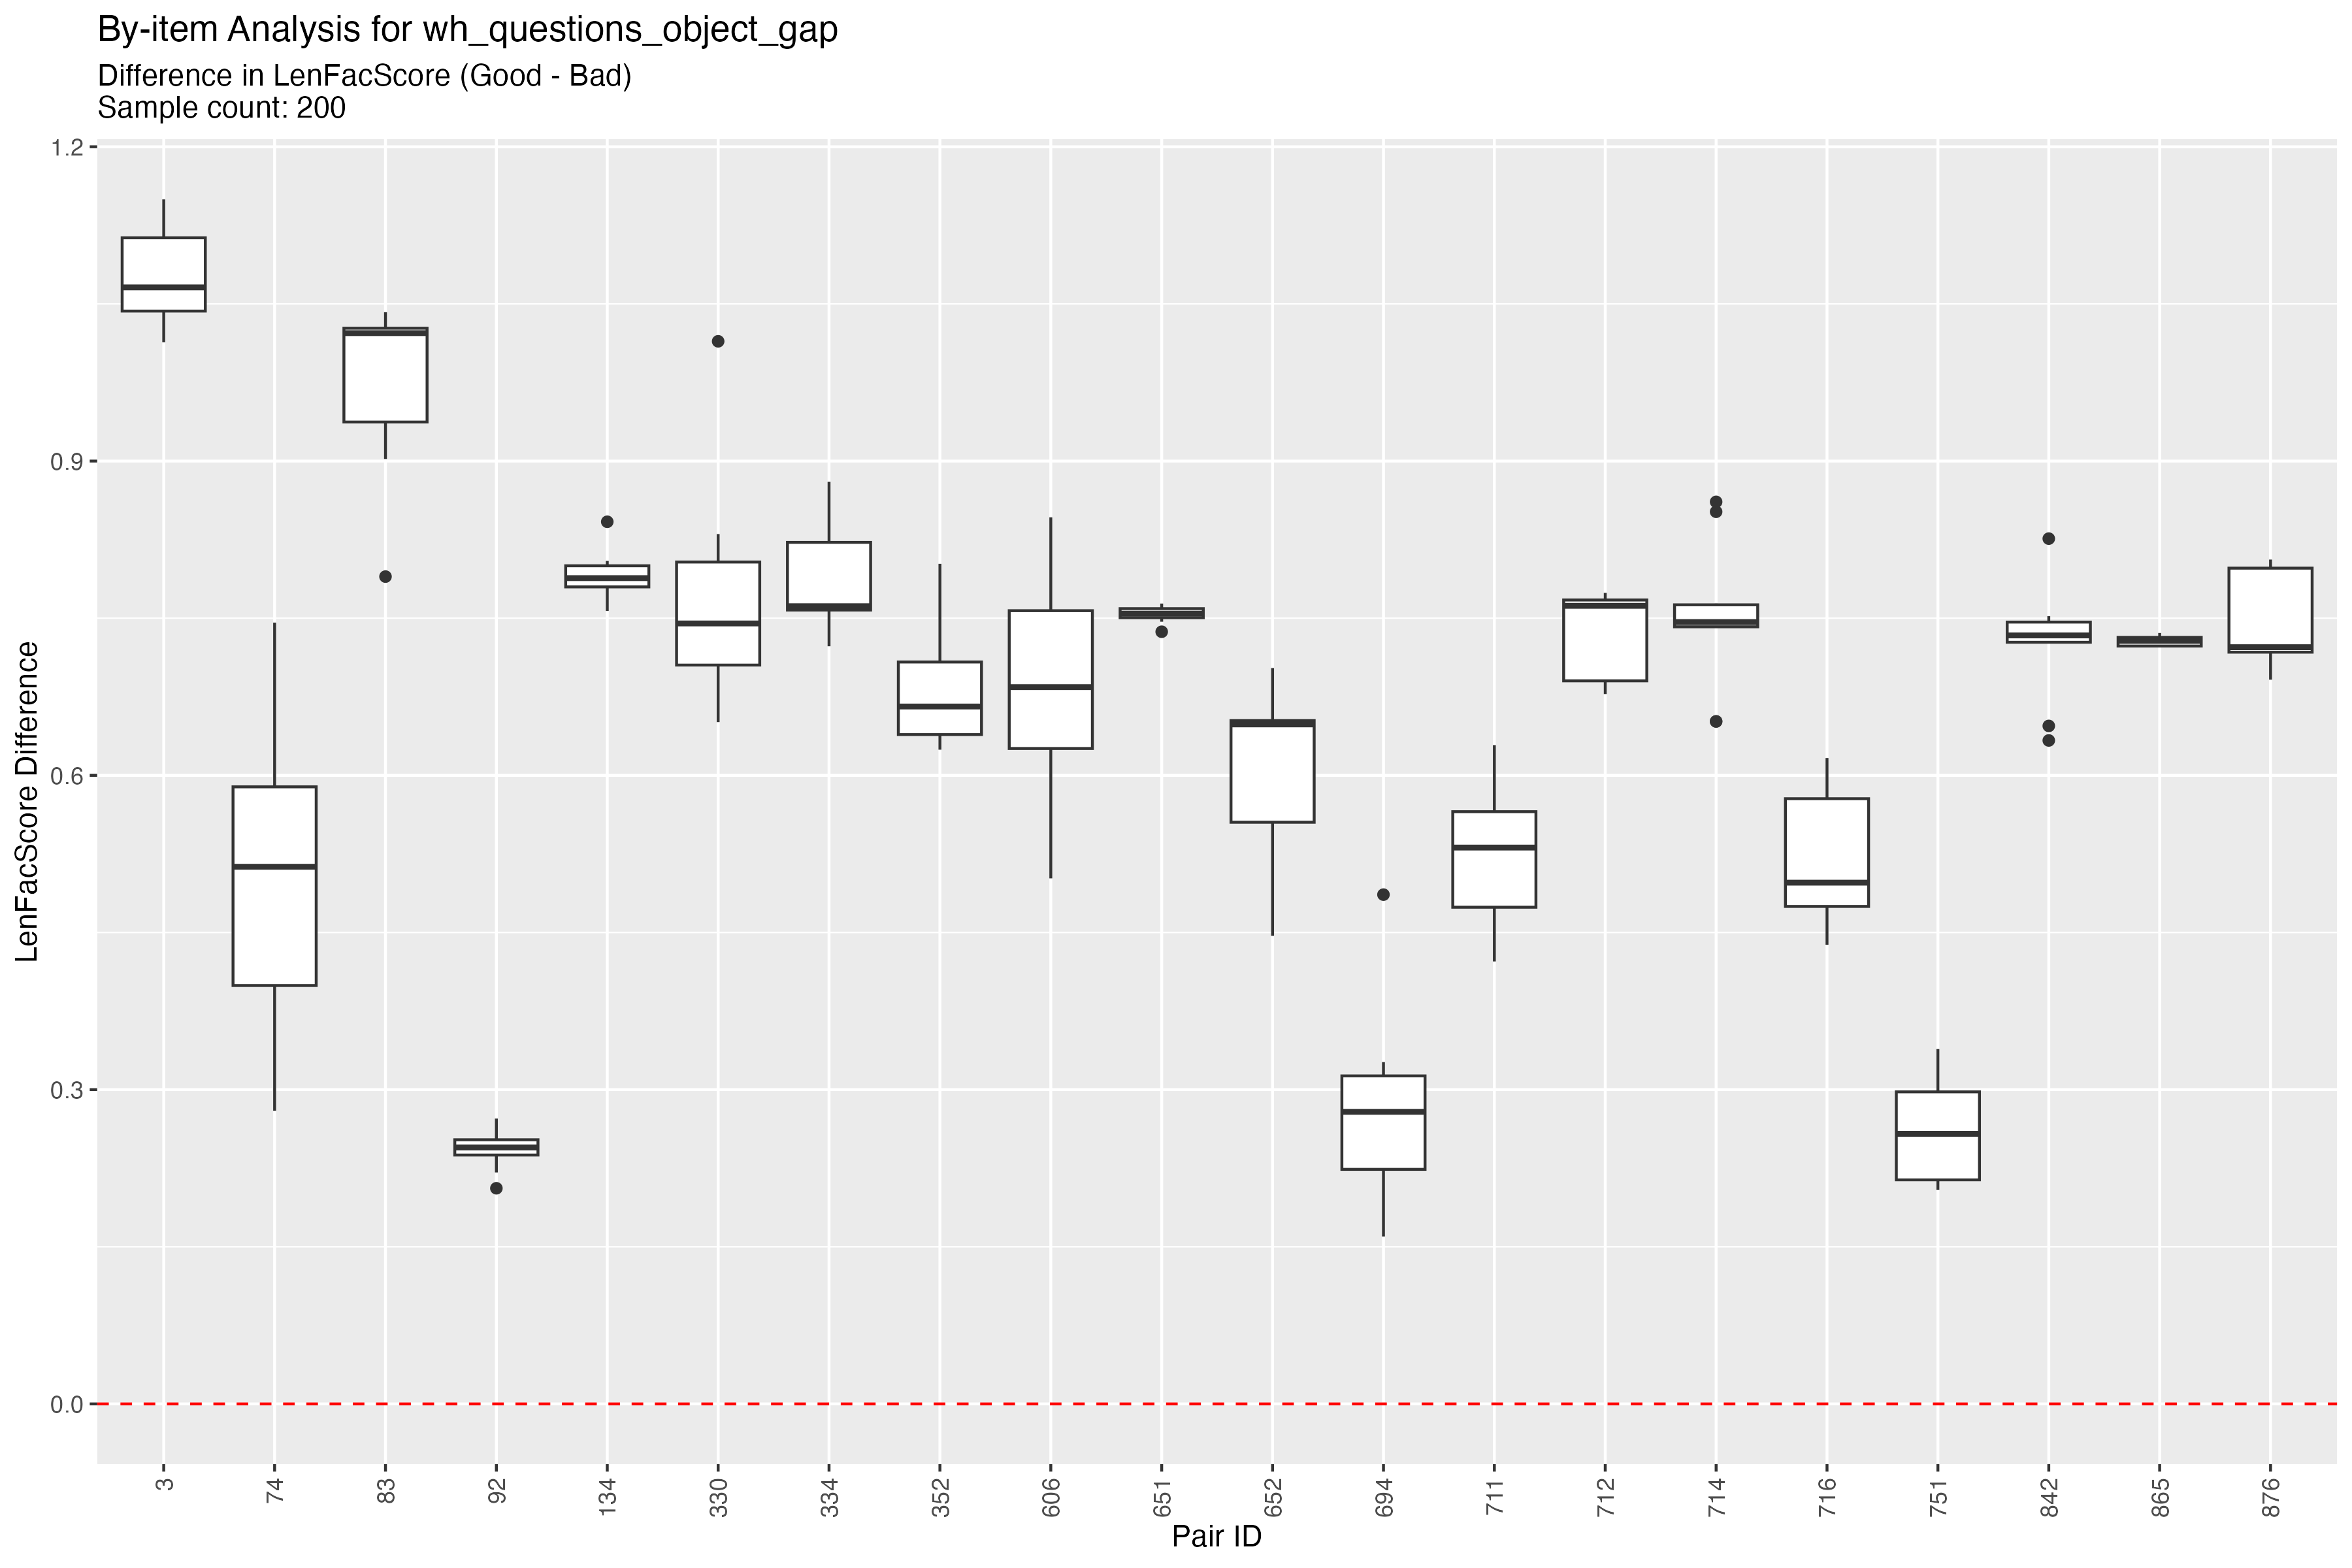 By-item Analysis for wh_questions_object_gap
Difference in LenFacScore (Good - Bad)
Sample count: 200
LenFacScore Difference
1.2
0.9
0.6
0.3
0.0
3 74 83 92 134 330 334 352 606 651 652 694 711 712 714 716 751 842 865 876
Pair ID